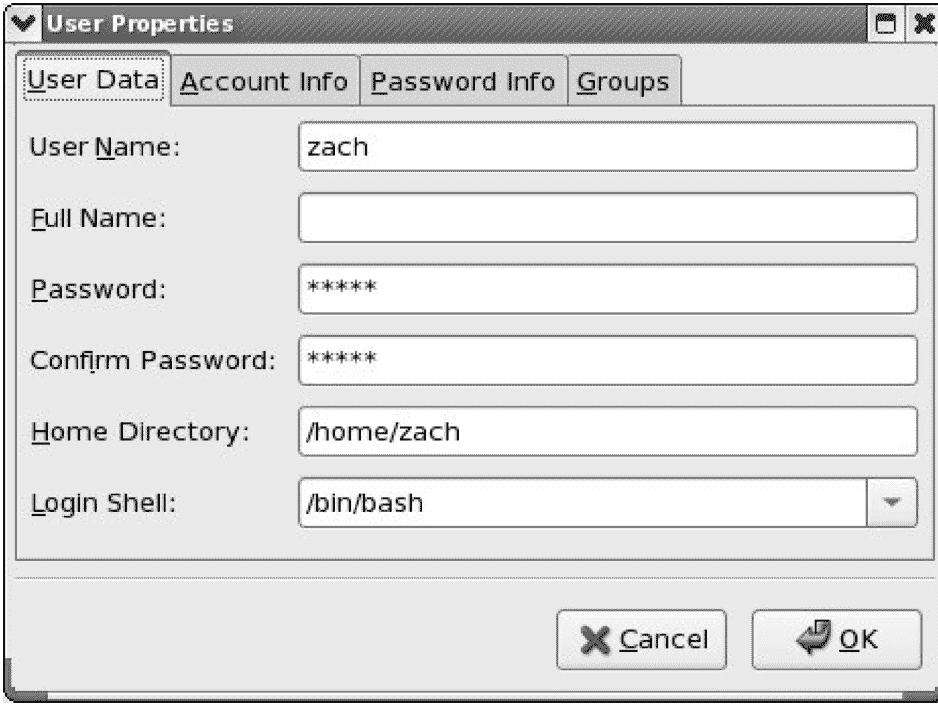 User Properties
User Data Account Info Password Info Groups
User Name: zach
Full Name:
Password: *****
Confirm Password: *****
Home Directory: /home/zach
Login Shell: /bin/bash
Cancel OK